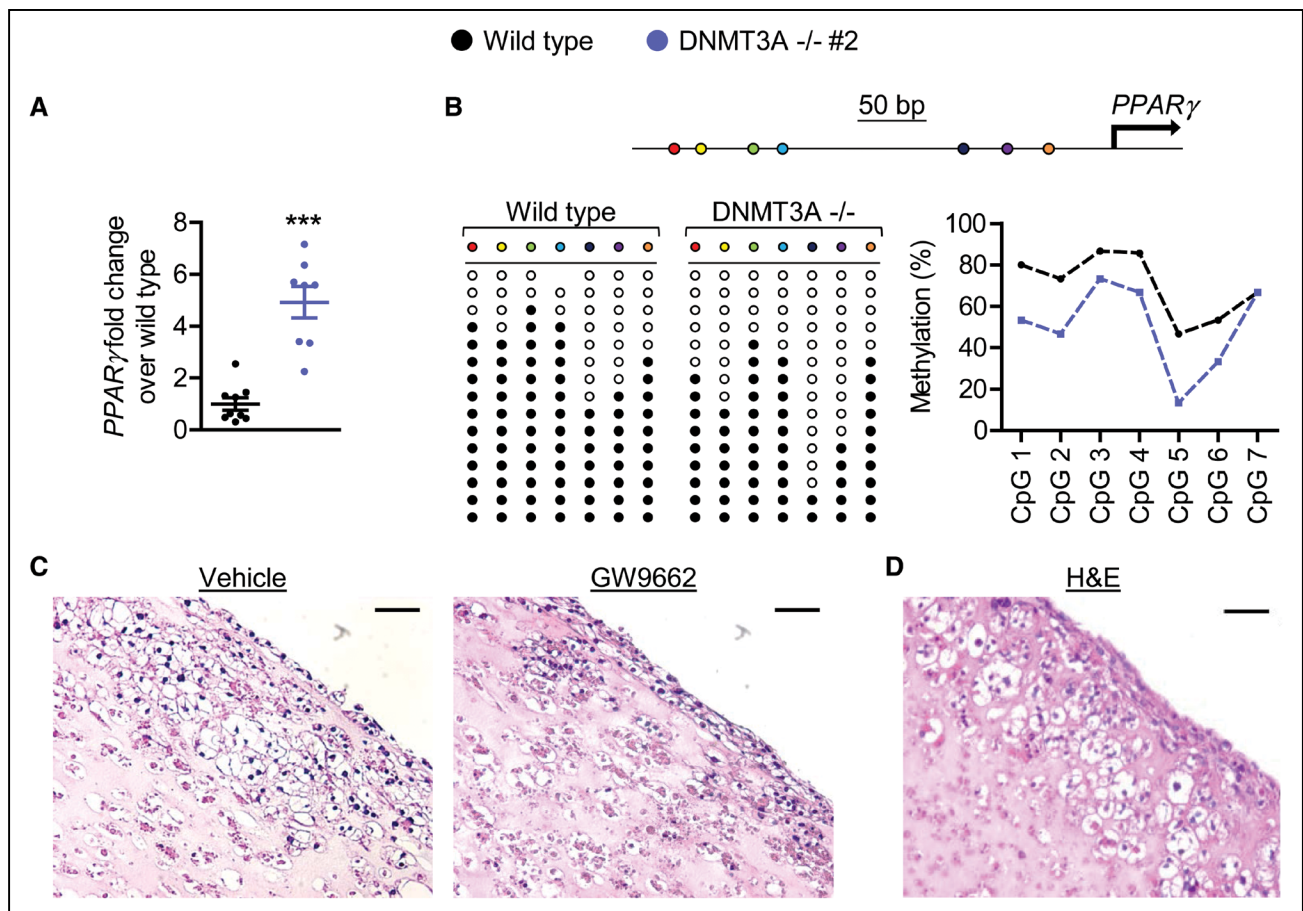 Wild type DNMT3A -/- #2
A
B
50 bp
PPARγ
PPARγ fold change
over wild type
8
6
4
2
0
***
Wild type
DNMT3A -/-
Methylation (%)
100
80
60
40
20
0
CpG 1
CpG 2
CpG 3
CpG 4
CpG 5
CpG 6
CpG 7
C
Vehicle
GW9662
D
H&E